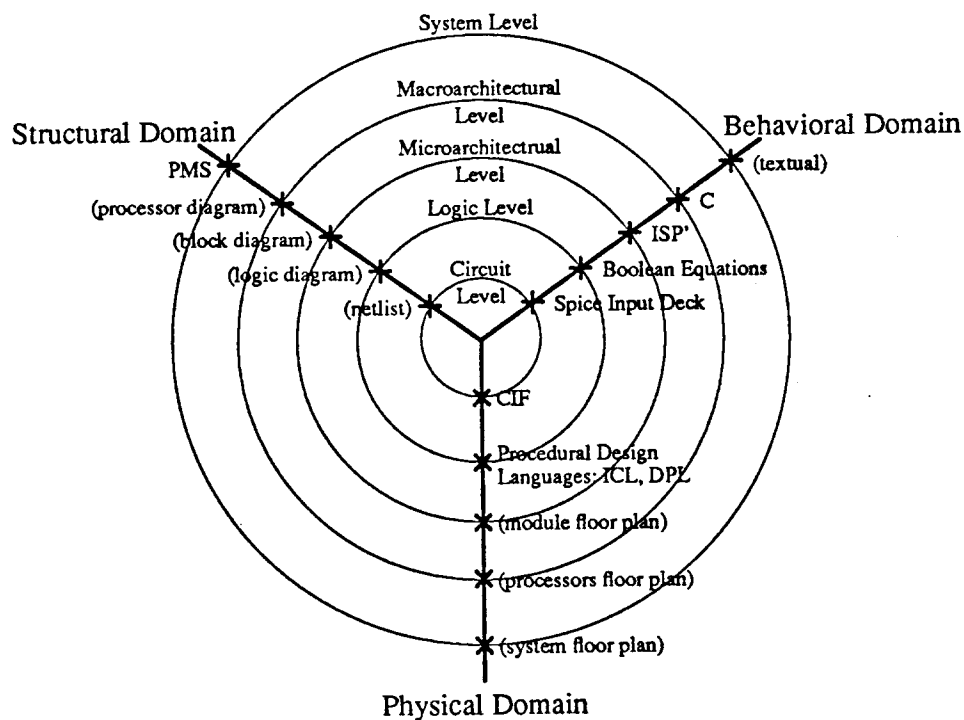 System Level
Macroarchitectural
Level
Structural Domain
Behavioral Domain
Microarchitectrual
Level
PMS
(textual)
(processor diagram)
C
Logic Level
(block diagram)
ISP'
(logic diagram)
Circuit
Level
Boolean Equations
(netlist)
Spice Input Deck
CIF
Procedural Design
Languages: ICL, DPL
(module floor plan)
(processors floor plan)
(system floor plan)
Physical Domain